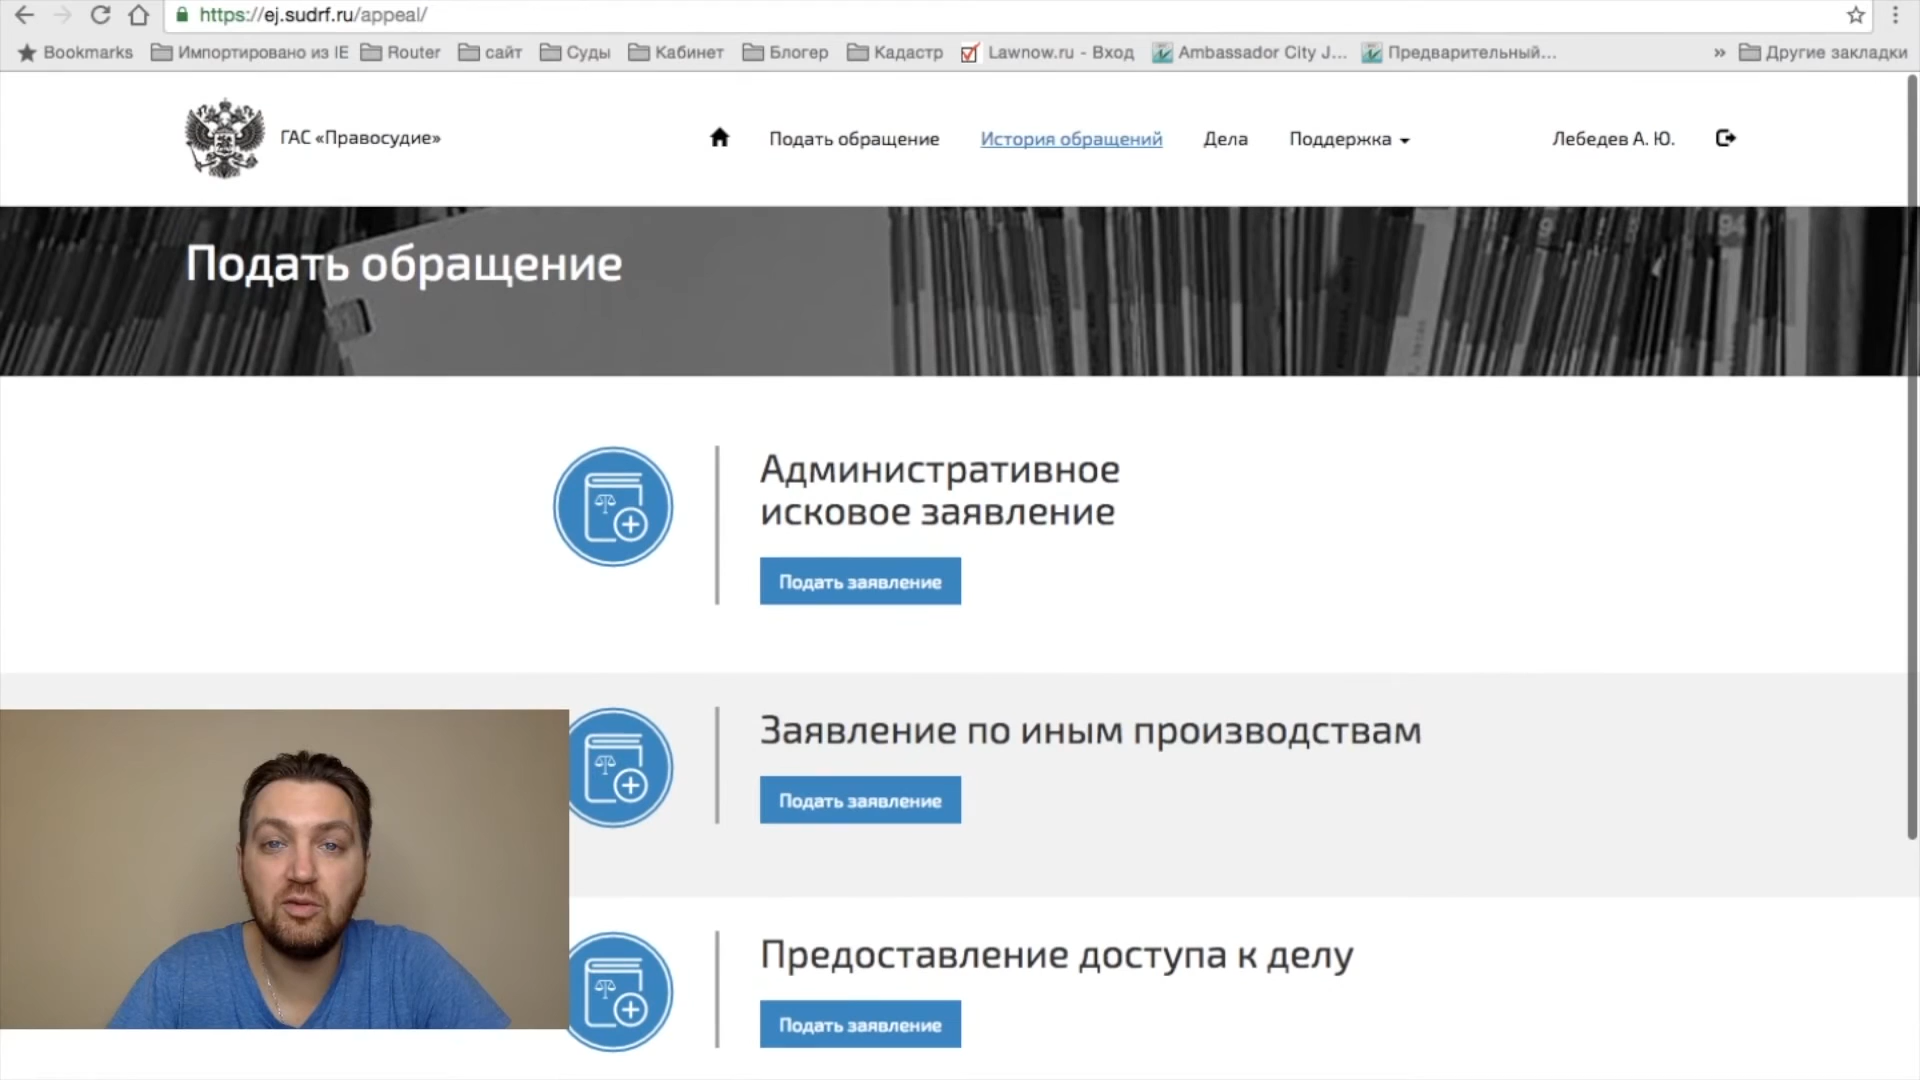 https://ej.sudrf.ru/appeal/
Bookmarks Импортировано из IE Router сайт Суды Кабинет Блогер Кадастр Lawnow.ru - Вход Ambassador City J... Предварительный... » Другие закладки
ГАС «Правосудие» Подать обращение История обращений Дела Поддержка Лебедев А. Ю.
Подать обращение
Административное
исковое заявление
Подать заявление
Заявление по иным производствам
Подать заявление
Предоставление доступа к делу
Подать заявление